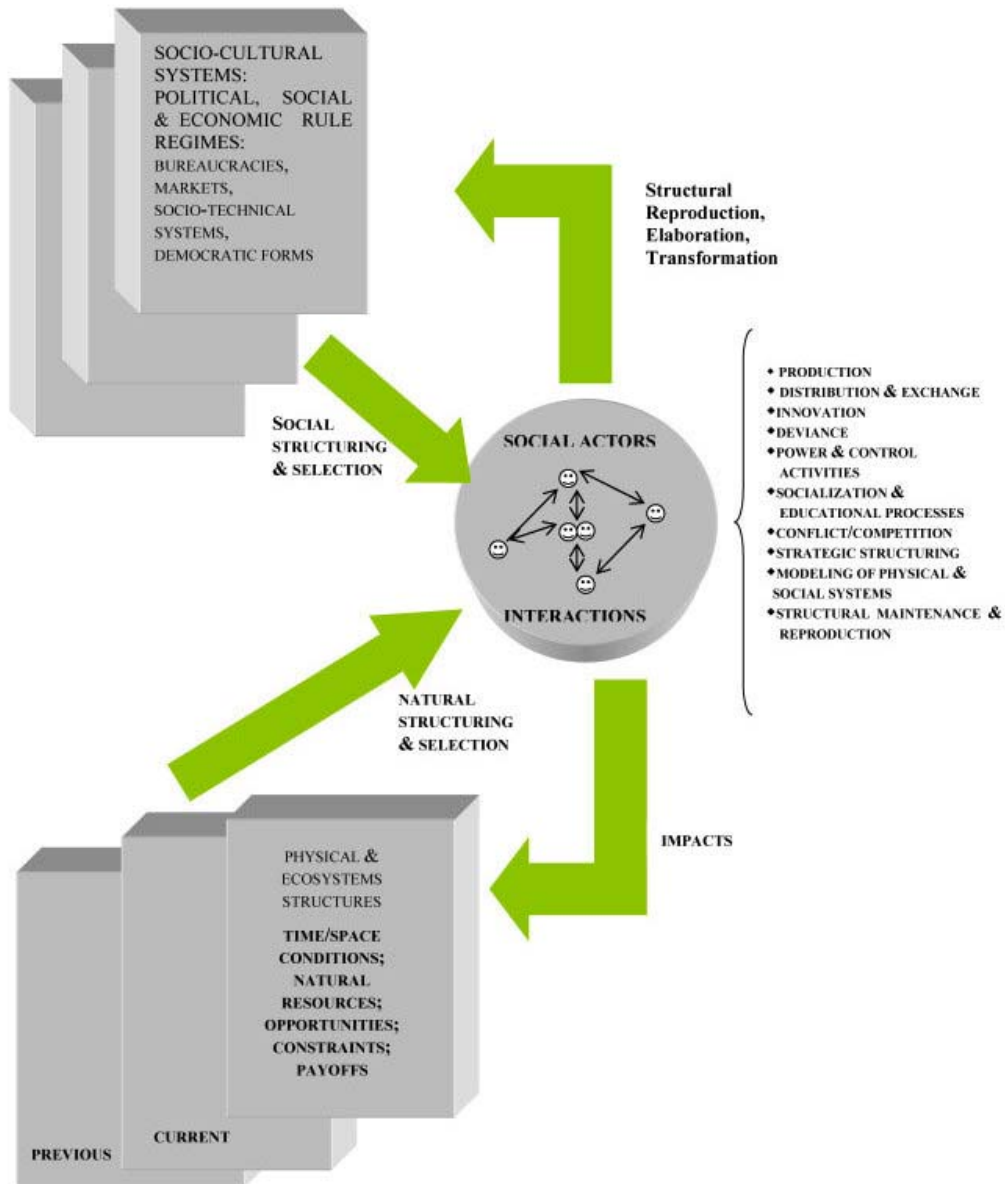 SOCIO-CULTURAL
SYSTEMS:
POLITICAL, SOCIAL
& ECONOMIC RULE
REGIMES:
BUREAUCRACIES,
MARKETS,
SOCIO-TECHNICAL
SYSTEMS,
DEMOCRATIC FORMS
Structural
Reproduction,
Elaboration,
Transformation
SOCIAL
STRUCTURING
& SELECTION
SOCIAL ACTORS
INTERACTIONS
◆ PRODUCTION
◆ DISTRIBUTION & EXCHANGE
◆INNOVATION
◆DEVIANCE
◆POWER & CONTROL
ACTIVITIES
◆SOCIALIZATION &
EDUCATIONAL PROCESSES
◆CONFLICT/COMPETITION
◆STRATEGIC STRUCTURING
◆MODELING OF PHYSICAL &
SOCIAL SYSTEMS
◆STRUCTURAL MAINTENANCE &
REPRODUCTION
NATURAL
STRUCTURING
& SELECTION
IMPACTS
PHYSICAL &
ECOSYSTEMS
STRUCTURES
TIME/SPACE
CONDITIONS;
NATURAL
RESOURCES;
OPPORTUNITIES;
CONSTRAINTS;
PAYOFFS
CURRENT
PREVIOUS